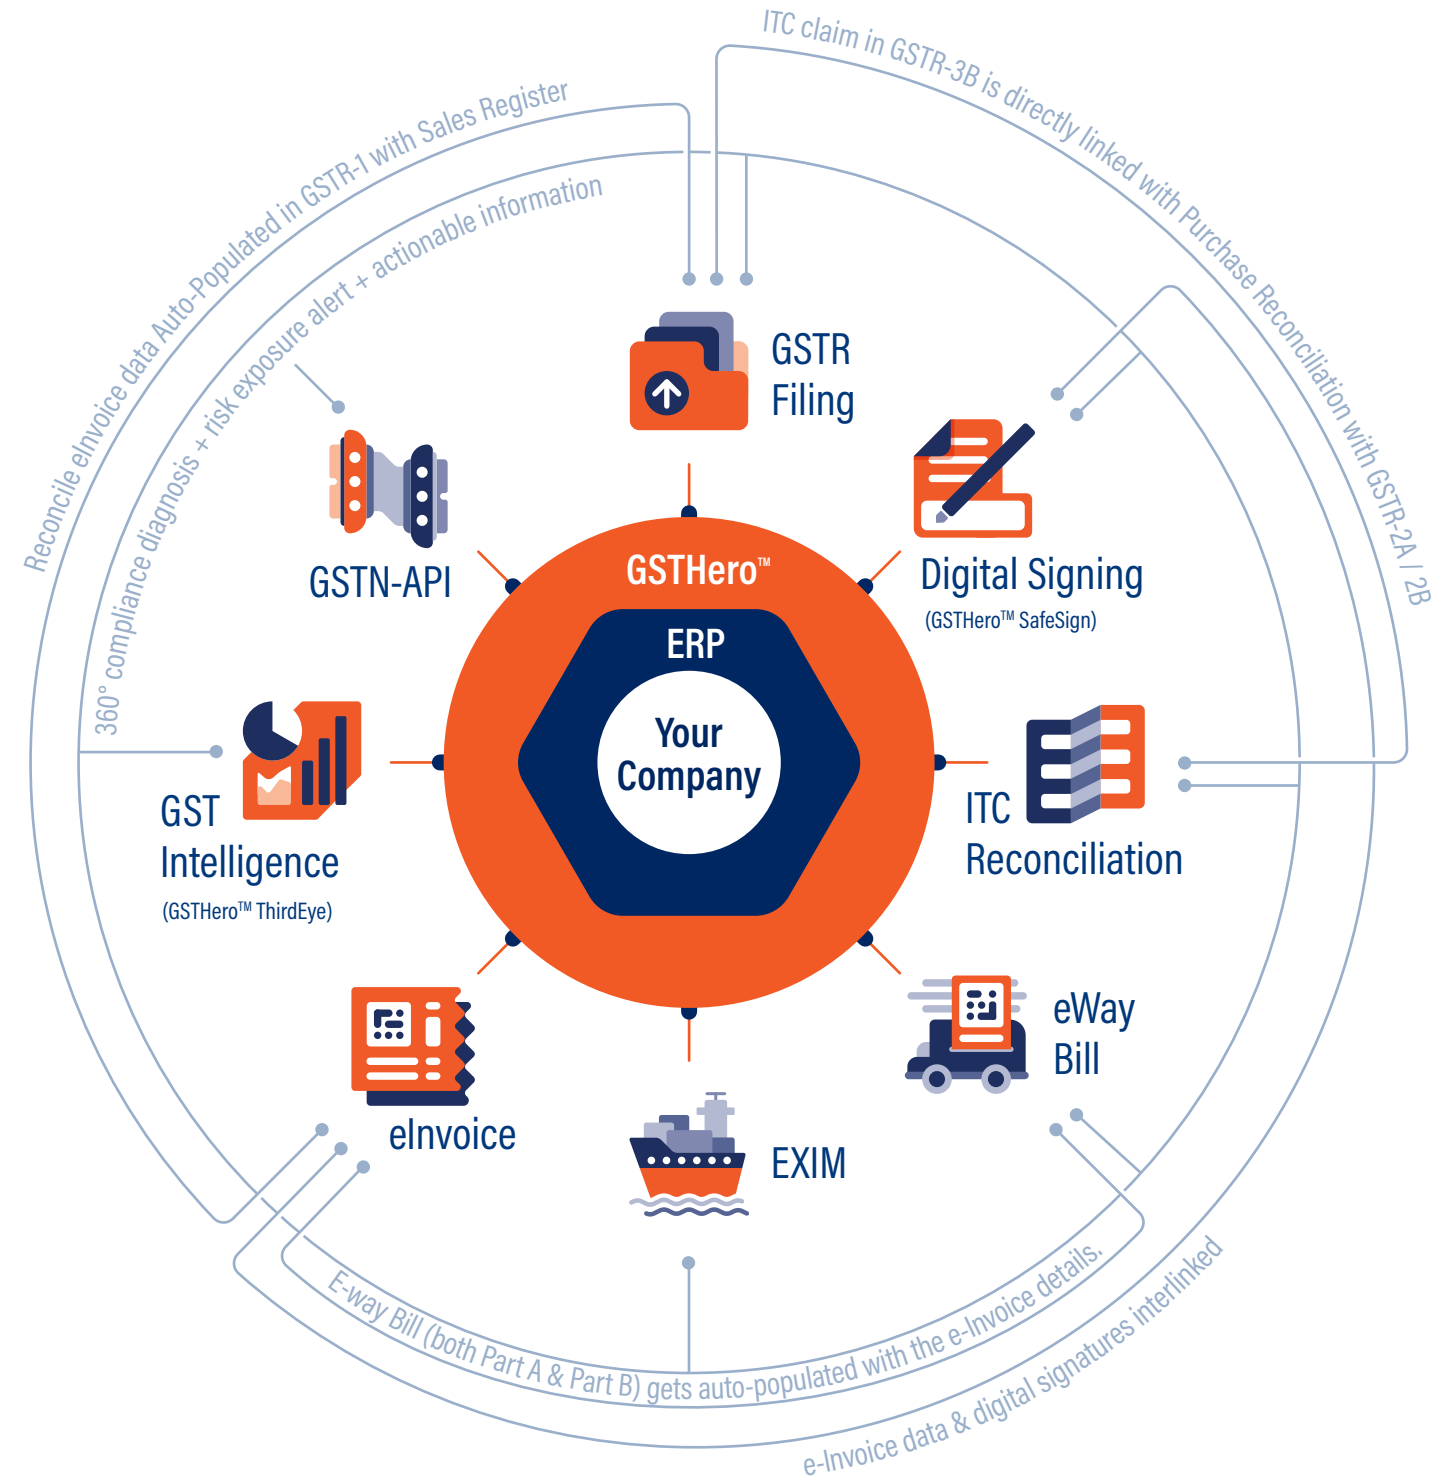 ITC claim in GSTR-3B is directly linked with Purchase Reconciliation with GSTR-2A / 2B
Reconcile eInvoice data Auto-Populated in GSTR-1 with Sales Register
360° compliance diagnosis + risk exposure alert + actionable information
GSTR
Filing
GSTN-API
Digital Signing
(GSTHero™ SafeSign)
GSTHero™
ERP
Your
Company
GST
Intelligence
(GSTHero™ ThirdEye)
ITC
Reconciliation
eWay
Bill
eInvoice
EXIM
E-way Bill (both Part A & Part B) gets auto-populated with the e-Invoice details.
e-Invoice data & digital signatures interlinked